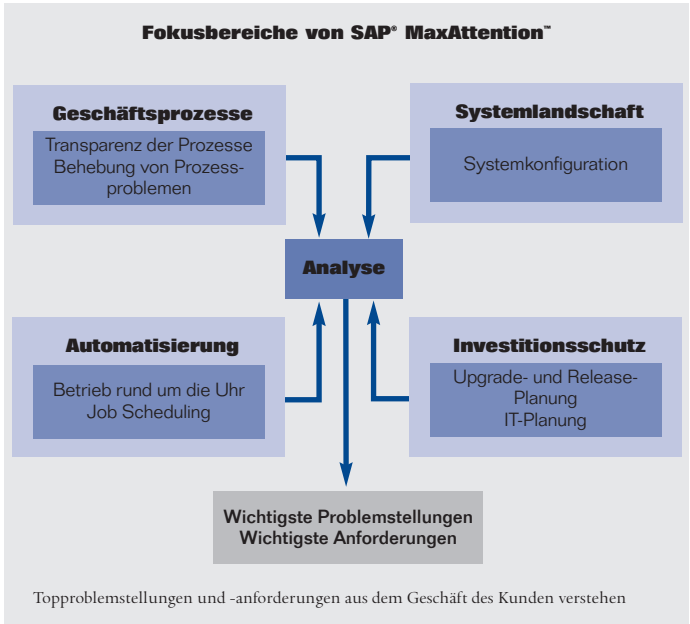 Fokusbereiche von SAP® MaxAttention™
Geschäftsprozesse
Transparenz der Prozesse
Behebung von Prozess-
problemen
Systemlandschaft
Systemkonfiguration
Analyse
Automatisierung
Betrieb rund um die Uhr
Job Scheduling
Investitionsschutz
Upgrade- und Release-
Planung
IT-Planung
Wichtigste Problemstellungen
Wichtigste Anforderungen
Topproblemstellungen und -anforderungen aus dem Geschäft des Kunden verstehen